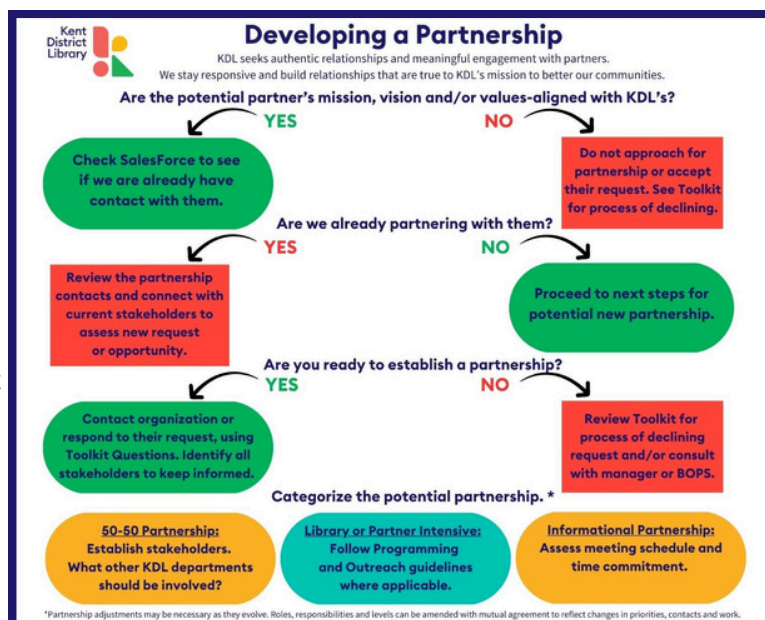 Kent
District
Library
Developing a Partnership
KDL seeks authentic relationships and meaningful engagement with partners.
We stay responsive and build relationships that are true to KDL's mission to better our communities.
Are the potential partner's mission, vision and/or values-aligned with KDL's?
YES
NO
Check SalesForce to see
if we are already have
contact with them.
Do not approach for
partnership or accept
their request. See Toolkit
for process of declining.
Are we already partnering with them?
YES
NO
Review the partnership
contacts and connect with
current stakeholders to
assess new request
or opportunity.
Proceed to next steps for
potential new partnership.
Are you ready to establish a partnership?
YES
NO
Contact organization or
respond to their request, using
Toolkit Questions. Identify all
stakeholders to keep informed.
Review Toolkit for
process of declining
request and/or consult
with manager or BOPS.
Categorize the potential partnership. *
50-50 Partnership:
Establish stakeholders.
What other KDL departments
should be involved?
Library or Partner Intensive:
Follow Programming
and Outreach guidelines
where applicable.
Informational Partnership:
Assess meeting schedule and
time commitment.
*Partnership adjustments may be necessary as they evolve. Roles, responsibilities and levels can be amended with mutual agreement to reflect changes in priorities, contacts and work.